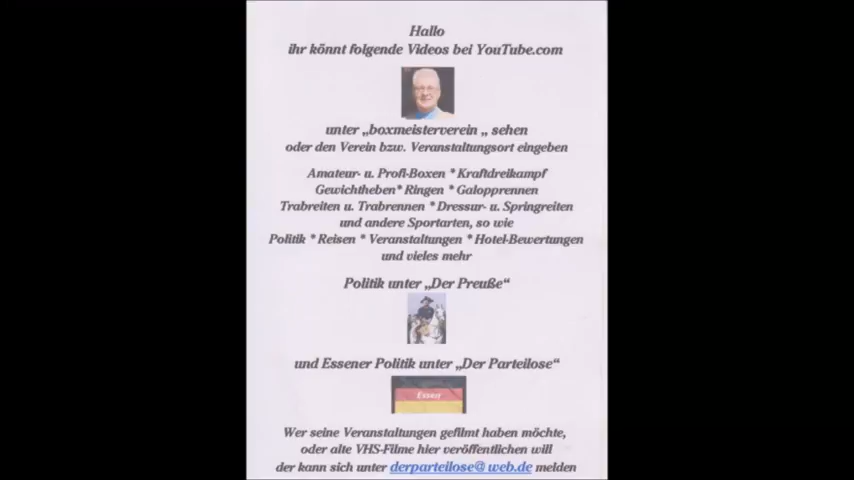 Hallo
ihr könnt folgende Videos bei YouTube.com
unter „boxmeisterverein „ sehen
oder den Verein bzw. Veranstaltungsort eingeben
Amateur- u. Profi-Boxen * Kraftdreikampf
Gewichtheben* Ringen * Galopprennen
Trabreiten u. Trabrennen * Dressur- u. Springreiten
und andere Sportarten, so wie
Politik * Reisen * Veranstaltungen * Hotel-Bewertungen
und vieles mehr
Politik unter „Der Preuße“
und Essener Politik unter „Der Parteilose“
Essen
Wer seine Veranstaltungen gefilmt haben möchte,
oder alte VHS-Filme hier veröffentlichen will
der kann sich unter derparteilose@web.de melden